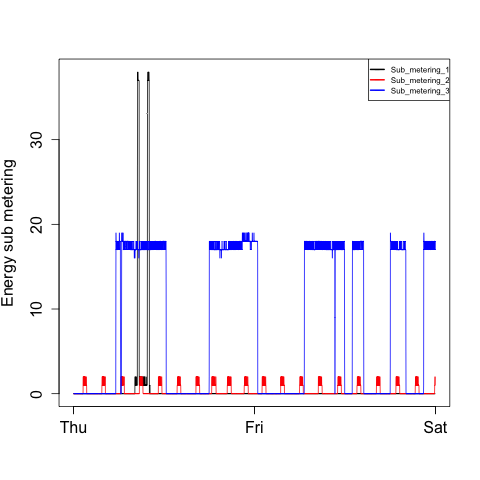 Sub_metering_1
Sub_metering_2
Sub_metering_3
Energy sub metering
30
20
10
0
Thu Fri Sat